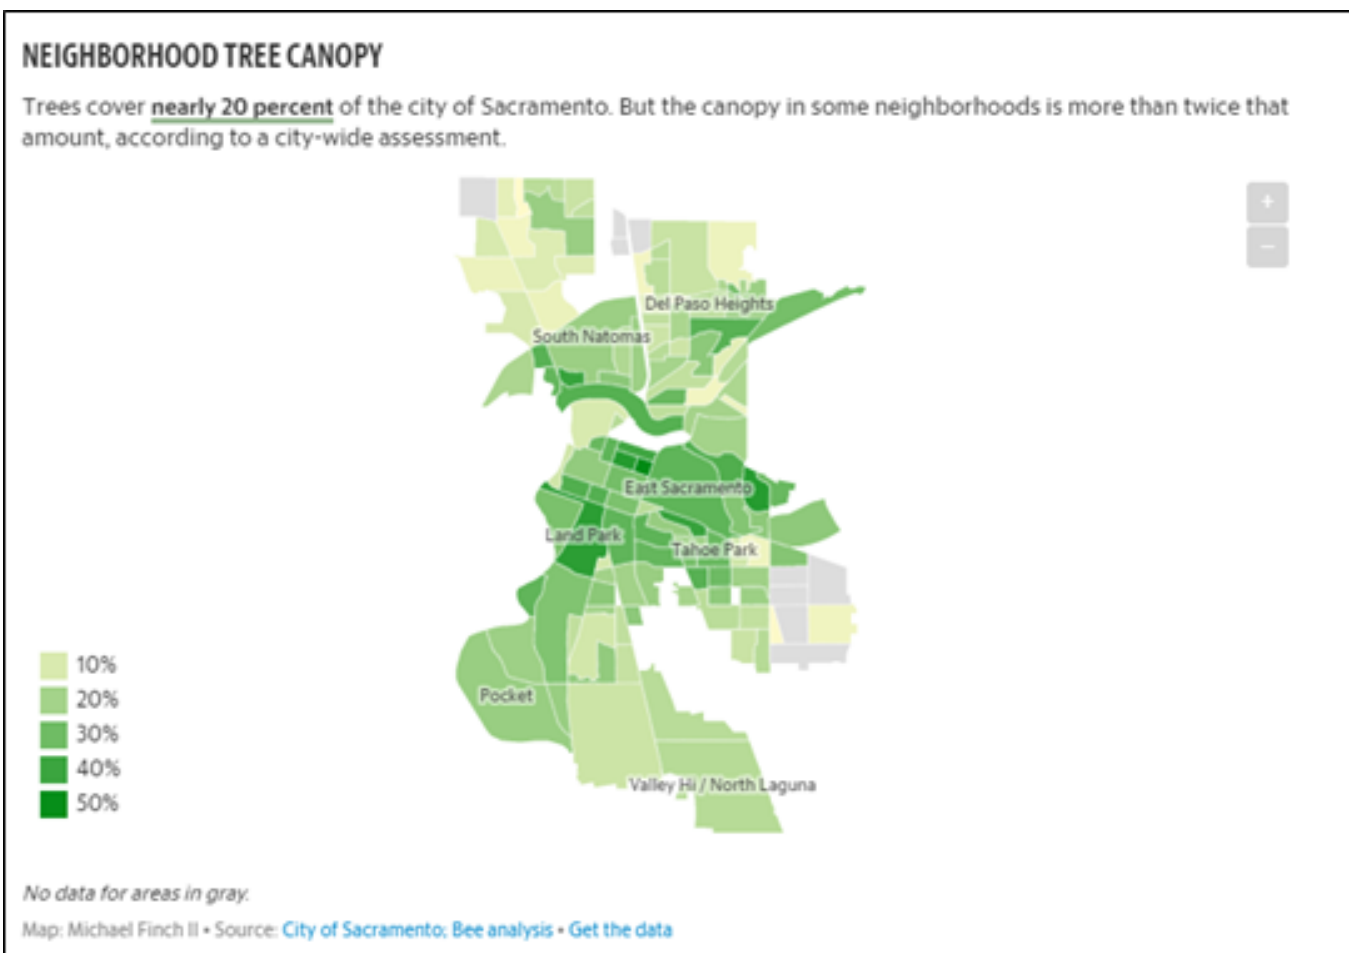 NEIGHBORHOOD TREE CANOPY
Trees cover nearly 20 percent of the city of Sacramento. But the canopy in some neighborhoods is more than twice that
amount, according to a city-wide assessment.
+
−
Del Paso Heights
South Natomas
East Sacramento
Land Park
Tahoe Park
Pocket
Valley Hi / North Laguna
10%
20%
30%
40%
50%
No data for areas in gray.
Map: Michael Finch II • Source: City of Sacramento; Bee analysis • Get the data